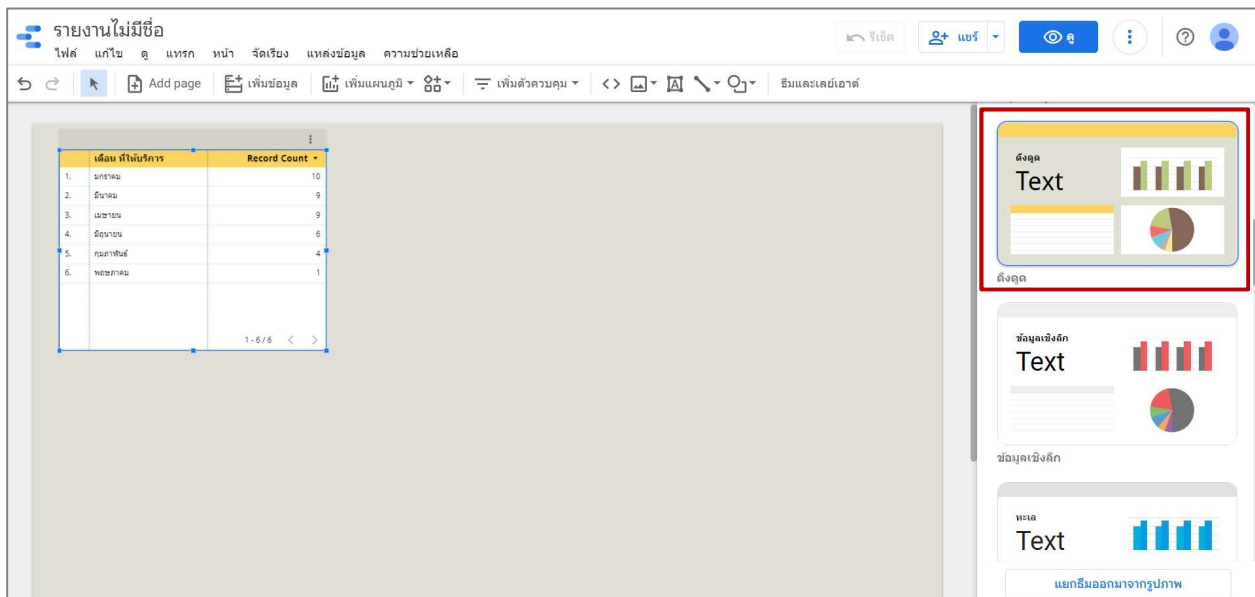 รายงานไม่มีชื่อ
ไฟล์ แก้ไข ดู แทรก หน้า จัดเรียง แหล่งข้อมูล ความช่วยเหลือ
รีเซ็ต แชร์ ดู
Add page เพิ่มข้อมูล เพิ่มแผนภูมิ เพิ่มตัวควบคุม ธีมและเลย์เอาต์
เดือน ที่ให้บริการ Record Count
1. มกราคม 10
2. มีนาคม 9
3. เมษายน 9
4. มิถุนายน 6
5. กุมภาพันธ์ 4
6. พฤษภาคม 1
1 - 6 / 6
ดึงดูด
Text
ดึงดูด
ข้อมูลเชิงลึก
Text
ข้อมูลเชิงลึก
ทะเล
Text
แยกธีมออกมาจากรูปภาพ